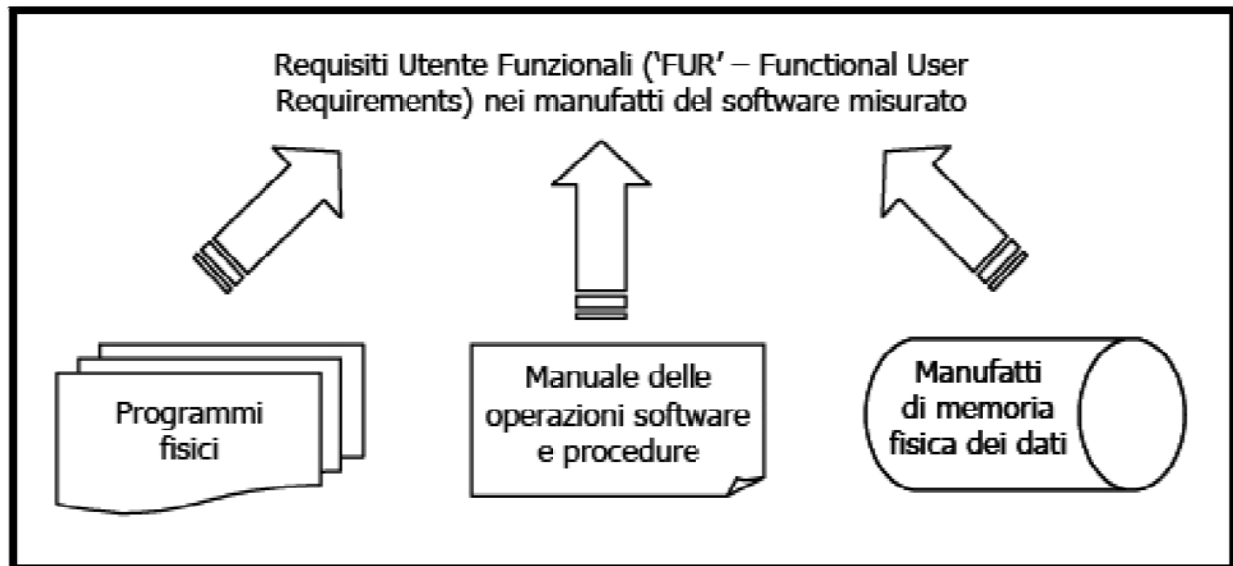 Requisiti Utente Funzionali (‘FUR’ – Functional User
Requirements) nei manufatti del software misurato
Programmi
fisici
Manuale delle
operazioni software
e procedure
Manufatti
di memoria
fisica dei dati